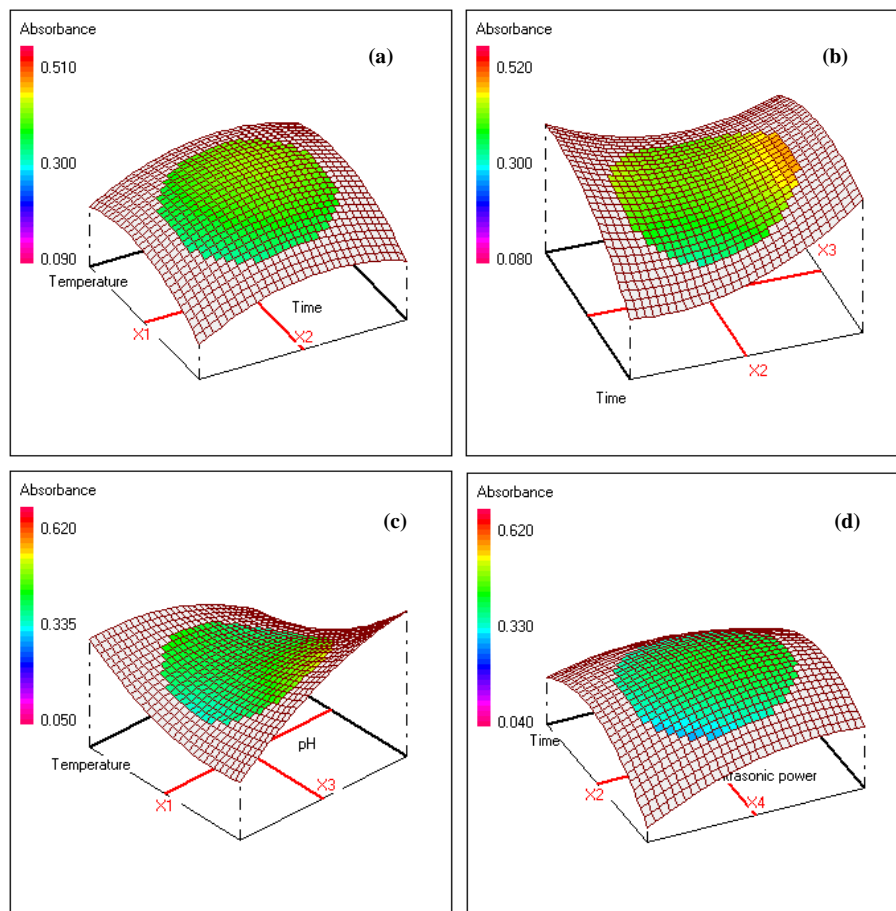 Absorbance
(a)
0.510
0.300
0.090
Temperature
Time
X1
X2
Absorbance
(b)
0.520
0.300
0.080
X3
X2
Time
Absorbance
(c)
0.620
0.335
0.050
Temperature
pH
X1
X3
Absorbance
(d)
0.620
0.330
0.040
Time
trasonic power
X2
X4